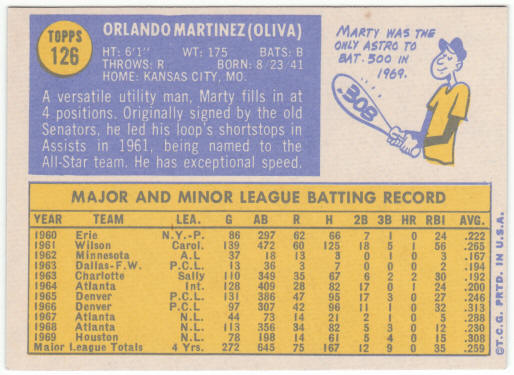 TOPPS
126
ORLANDO MARTINEZ (OLIVA)
HT: 6'1" WT: 175 BATS: B
THROWS: R BORN: 8/23/41
HOME: KANSAS CITY, MO.
A versatile utility man, Marty fills in at
4 positions. Originally signed by the old
Senators, he led his loop's shortstops in
Assists in 1961, being named to the
All-Star team. He has exceptional speed.
MARTY WAS THE
ONLY ASTRO TO
BAT .500 IN
1969.
.308
MAJOR AND MINOR LEAGUE BATTING RECORD
YEAR TEAM LEA. G AB R H 2B 3B HR RBI AVG.
1960 Erie N.Y.-P. 86 297 62 66 7 1 0 24 .222
1961 Wilson Carol. 139 472 60 125 18 5 1 56 .265
1962 Minnesota A.L 37 18 13 3 0 1 0 3 .167
1963 Dallas-F.W. P.C.L. 13 36 3 7 0 0 0 2 .194
1963 Charlotte Sally 110 349 35 67 6 2 2 30 .192
1964 Atlanta Int. 128 409 28 82 17 0 1 24 .200
1965 Denver P.C.L. 131 386 47 95 17 3 0 27 .246
1966 Denver P.C.L. 97 307 42 96 11 1 0 32 .313
1967 Atlanta N.L. 44 73 14 21 2 1 0 5 .288
1968 Atlanta N.L. 113 356 34 82 5 3 0 12 .230
1969 Houston N.L. 78 198 14 61 5 4 0 15 .308
Major League Totals 4 Yrs. 272 645 75 167 12 9 0 35 .259
©T.C.G. PRTD. IN U.S.A.